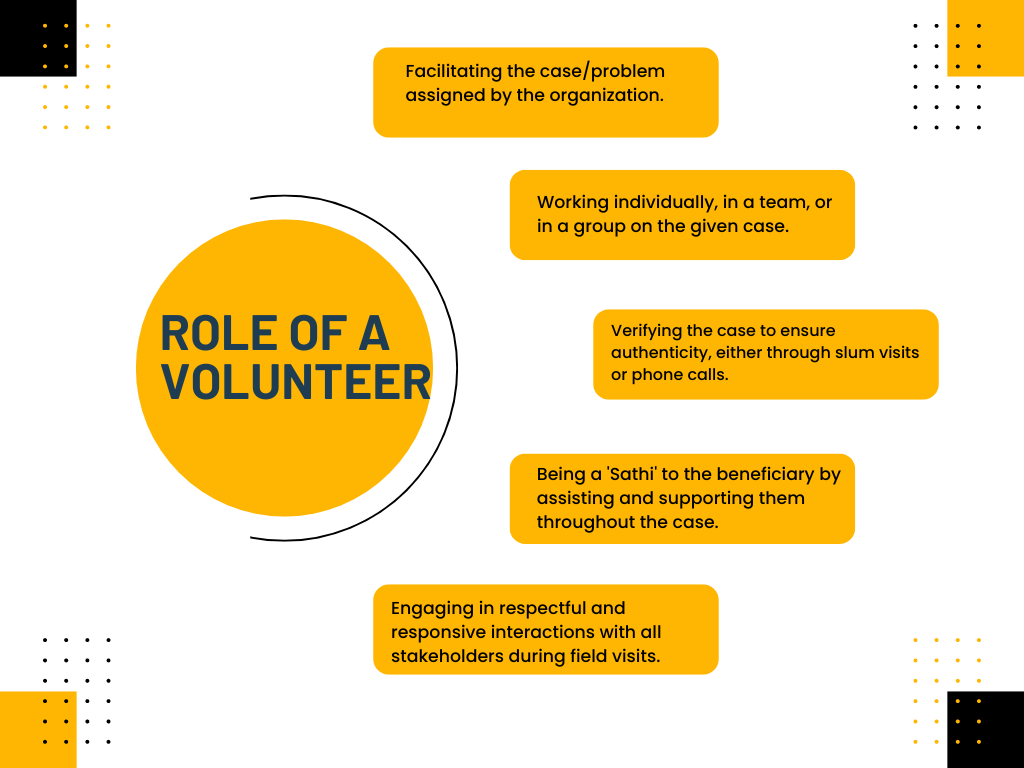 Facilitating the case/problem
assigned by the organization.
Working individually, in a team, or
in a group on the given case.
ROLE OF A
VOLUNTEER
Verifying the case to ensure
authenticity, either through slum visits
or phone calls.
Being a 'Sathi' to the beneficiary by
assisting and supporting them
throughout the case.
Engaging in respectful and
responsive interactions with all
stakeholders during field visits.